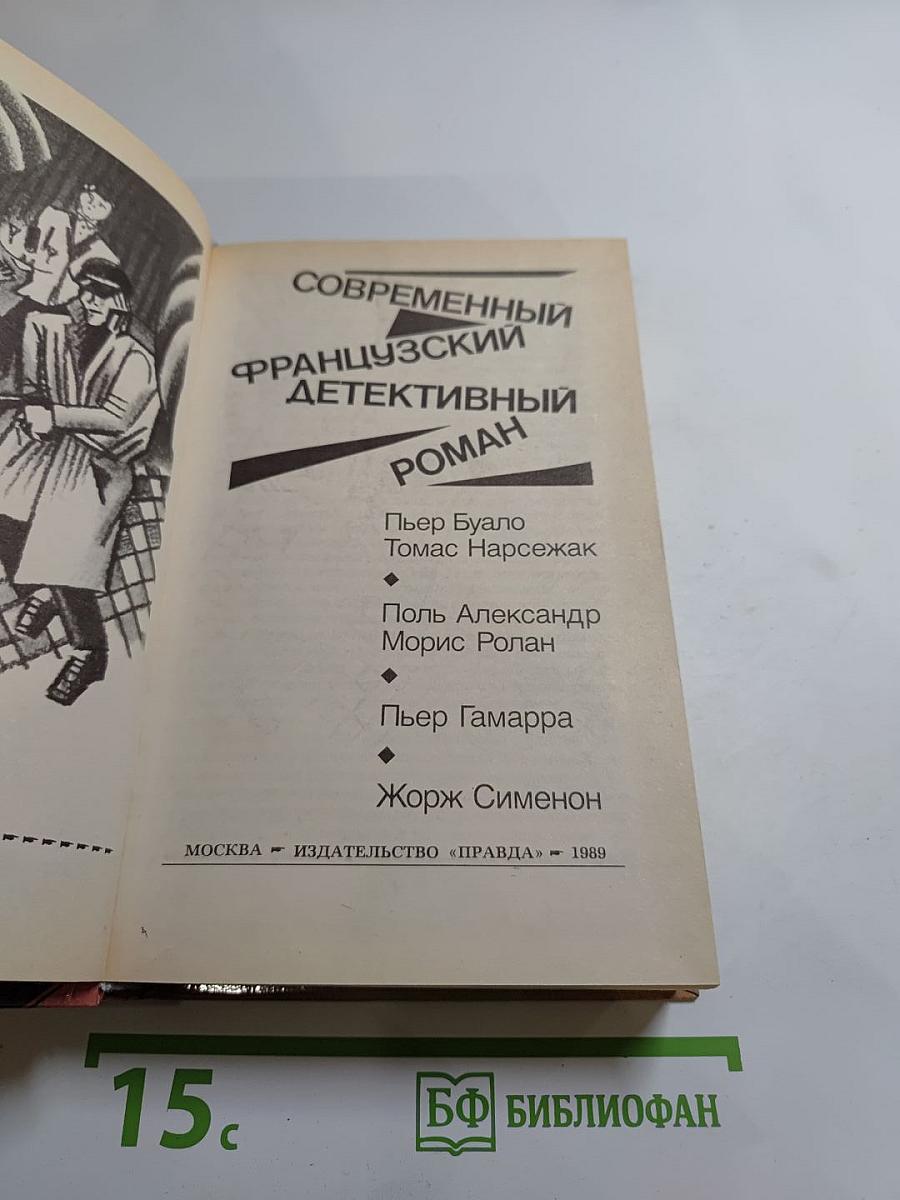 СОВРЕМЕННЫЙ
ФРАНЦУЗСКИЙ
ДЕТЕКТИВНЫЙ
РОМАН
Пьер Буало
Томас Нарсежак
Поль Александр
Морис Ролан
Пьер Гамарра
Жорж Сименон
МОСКВА ИЗДАТЕЛЬСТВО «ПРАВДА» 1989
15 с
БФ БИБЛИОФАН